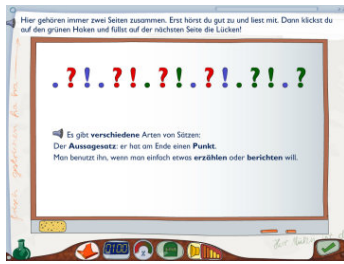 Hier gehören immer zwei Seiten zusammen. Erst hörst du gut zu und liest mit. Dann klickst du
auf den grünen Haken und füllst auf der nächsten Seite die Lücken!
.?!.?!.?!.?!.?!.?
Es gibt verschiedene Arten von Sätzen:
Der Aussagesatz: er hat am Ende einen Punkt.
Man benutzt ihn, wenn man einfach etwas erzählen oder berichten will.